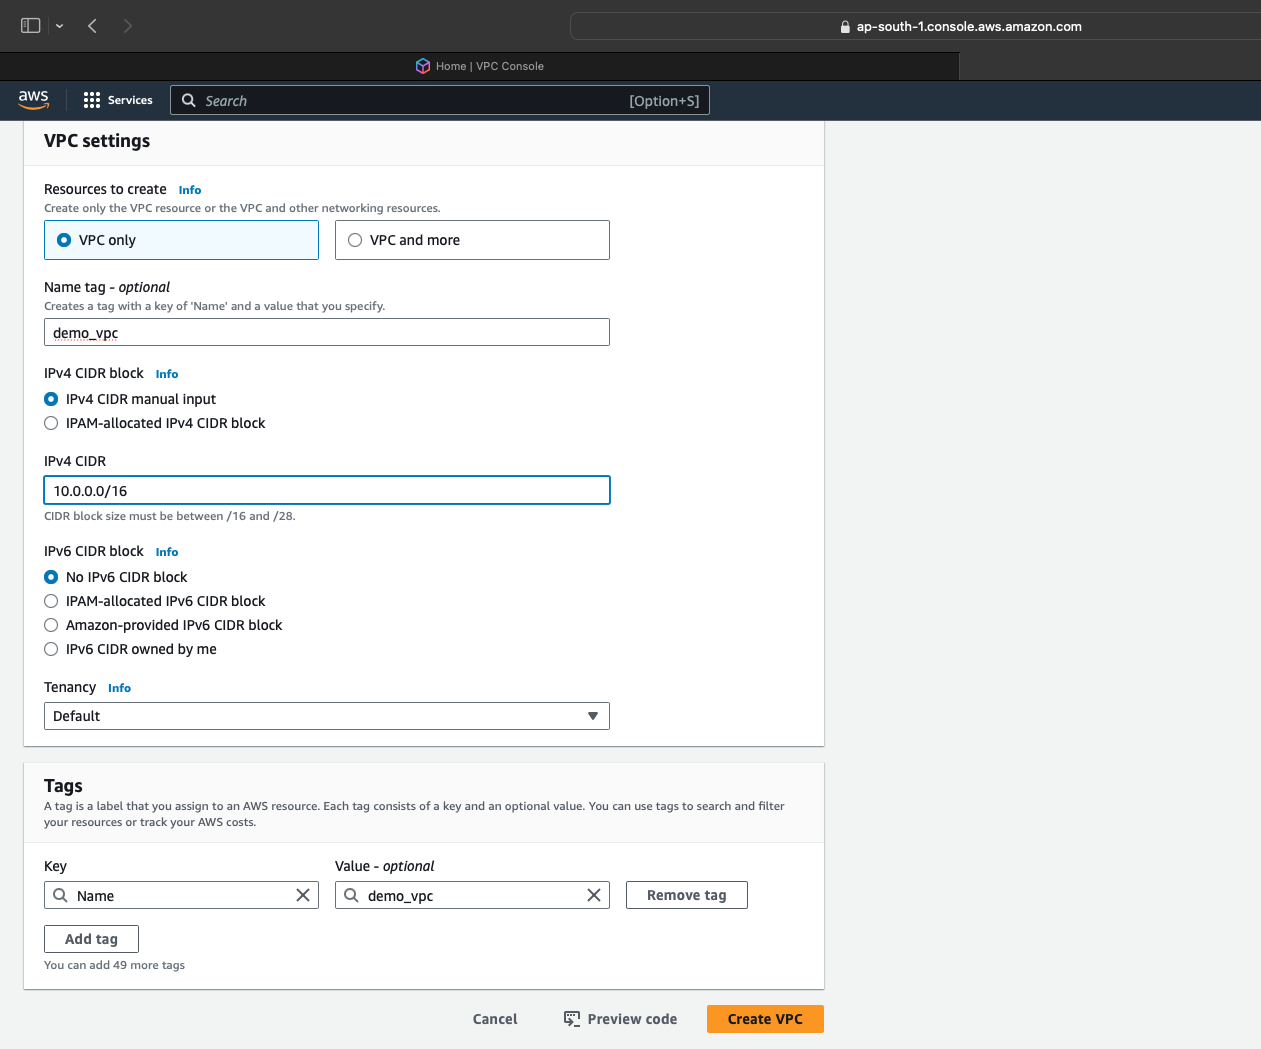 ap-south-1.console.aws.amazon.com
Home | VPC Console
aws
Services
Search [Option+S]
VPC settings
Resources to create Info
Create only the VPC resource or the VPC and other networking resources.
VPC only
VPC and more
Name tag - optional
Creates a tag with a key of 'Name' and a value that you specify.
demo_vpc
IPv4 CIDR block Info
IPv4 CIDR manual input
IPAM-allocated IPv4 CIDR block
IPv4 CIDR
10.0.0.0/16
CIDR block size must be between /16 and /28.
IPv6 CIDR block Info
No IPv6 CIDR block
IPAM-allocated IPv6 CIDR block
Amazon-provided IPv6 CIDR block
IPv6 CIDR owned by me
Tenancy Info
Default
Tags
A tag is a label that you assign to an AWS resource. Each tag consists of a key and an optional value. You can use tags to search and filter
your resources or track your AWS costs.
Key
Value - optional
Name
demo_vpc
Remove tag
Add tag
You can add 49 more tags
Cancel
Preview code
Create VPC